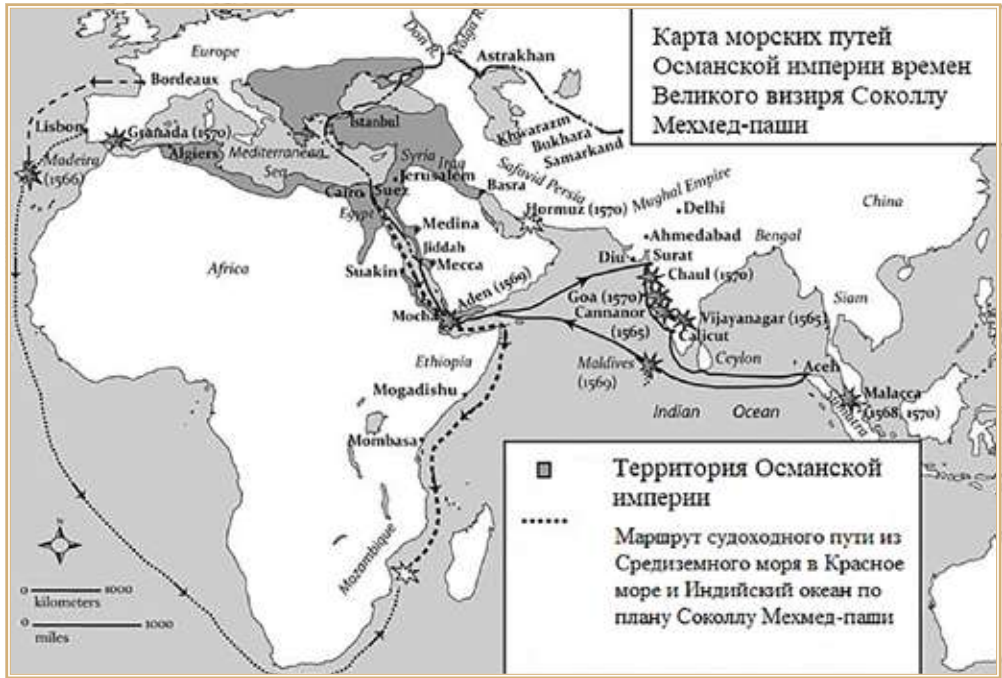 Карта морских путей
Османской империи времен
Великого визиря Соколлу
Мехмед-паши
Don R.
Volga R.
Europe
Astrakhan
Bordeaux
Istanbul
Khwarazm
Bukhara
Samarkand
Lisbon
Granada (1570)
Madeira
(1566)
Algiers
Mediterranean
Sea
Syria
Iraq
Jerusalem
Safavid Persia
Cairo
Suez
Basra
Mughal Empire
China
Egypt
Hormuz (1570)
Delhi
Medina
Ahmedabad
Bengal
Jiddah
Diu
Surat
Africa
Suakin
Mecca
Chaul (1570)
Aden (1569)
Goa (1570)
Siam
Mocha
Cannanor
(1565)
Vijayanagar (1565)
Calicut
Ethiopia
Maldives
(1569)
Ceylon
Aceh
Mogadishu
Malacca
(1568, 1570)
Indian Ocean
Sumatra
Mombasa
Mozambique
N
0 1000
kilometers
0 1000
miles
Территория Османской
империи
Маршрут судоходного пути из
Средиземного моря в Красное
море и Индийский океан по
плану Соколлу Мехмед-паши